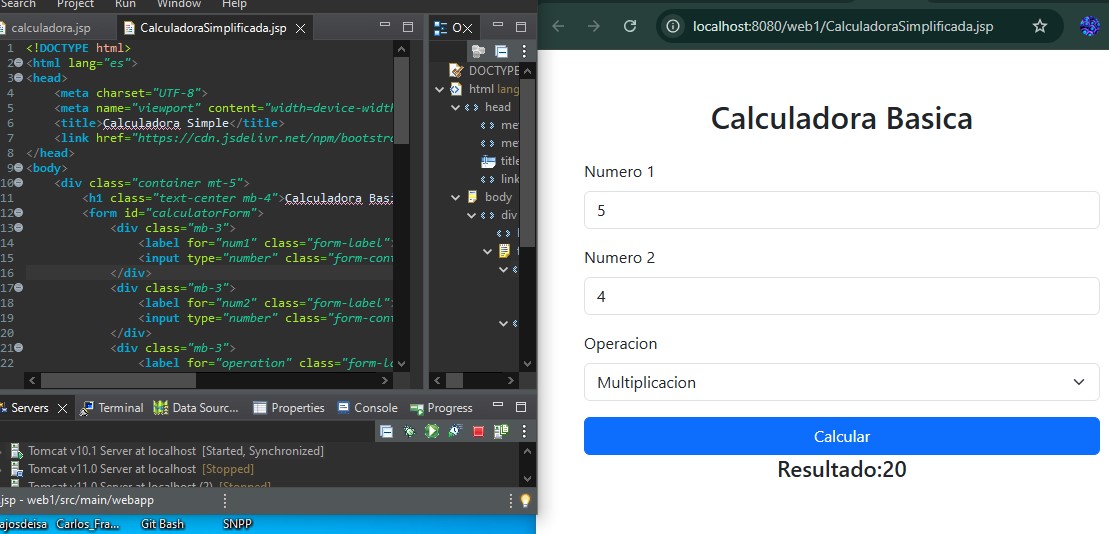 Search Project Run Window Help
calculadora.jsp CalculadoraSimplificada.jsp
1 <!DOCTYPE html>
2 <html lang="es">
3 <head>
4 <meta charset="UTF-8">
5 <meta name="viewport" content="width=device-width
6 <title>Calculadora Simple</title>
7 <link href="https://cdn.jsdelivr.net/npm/bootstra
8 </head>
9 <body>
10 <div class="container mt-5">
11 <h1 class="text-center mb-4">Calculadora Basi
12 <form id="calculatorForm">
13 <div class="mb-3">
14 <label for="num1" class="form-label"
15 <input type="number" class="form-con
16 </div>
17 <div class="mb-3">
18 <label for="num2" class="form-label"
19 <input type="number" class="form-con
20 </div>
21 <div class="mb-3">
22 <label for="operation" class="form-la
O
DOCTYPE
html lang
head
me
me
title
link
body
div
Servers Terminal Data Sourc... Properties Console Progress
Tomcat v10.1 Server at localhost [Started, Synchronized]
Tomcat v11.0 Server at localhost [Stopped]
Tomcat v11.0 Server at localhost (2) [Stopped]
.jsp - web1/src/main/webapp
ajosdeisa Carlos_Fra... Git Bash SNPP
localhost:8080/web1/CalculadoraSimplificada.jsp
Calculadora Basica
Numero 1
5
Numero 2
4
Operacion
Multiplicacion
Calcular
Resultado:20